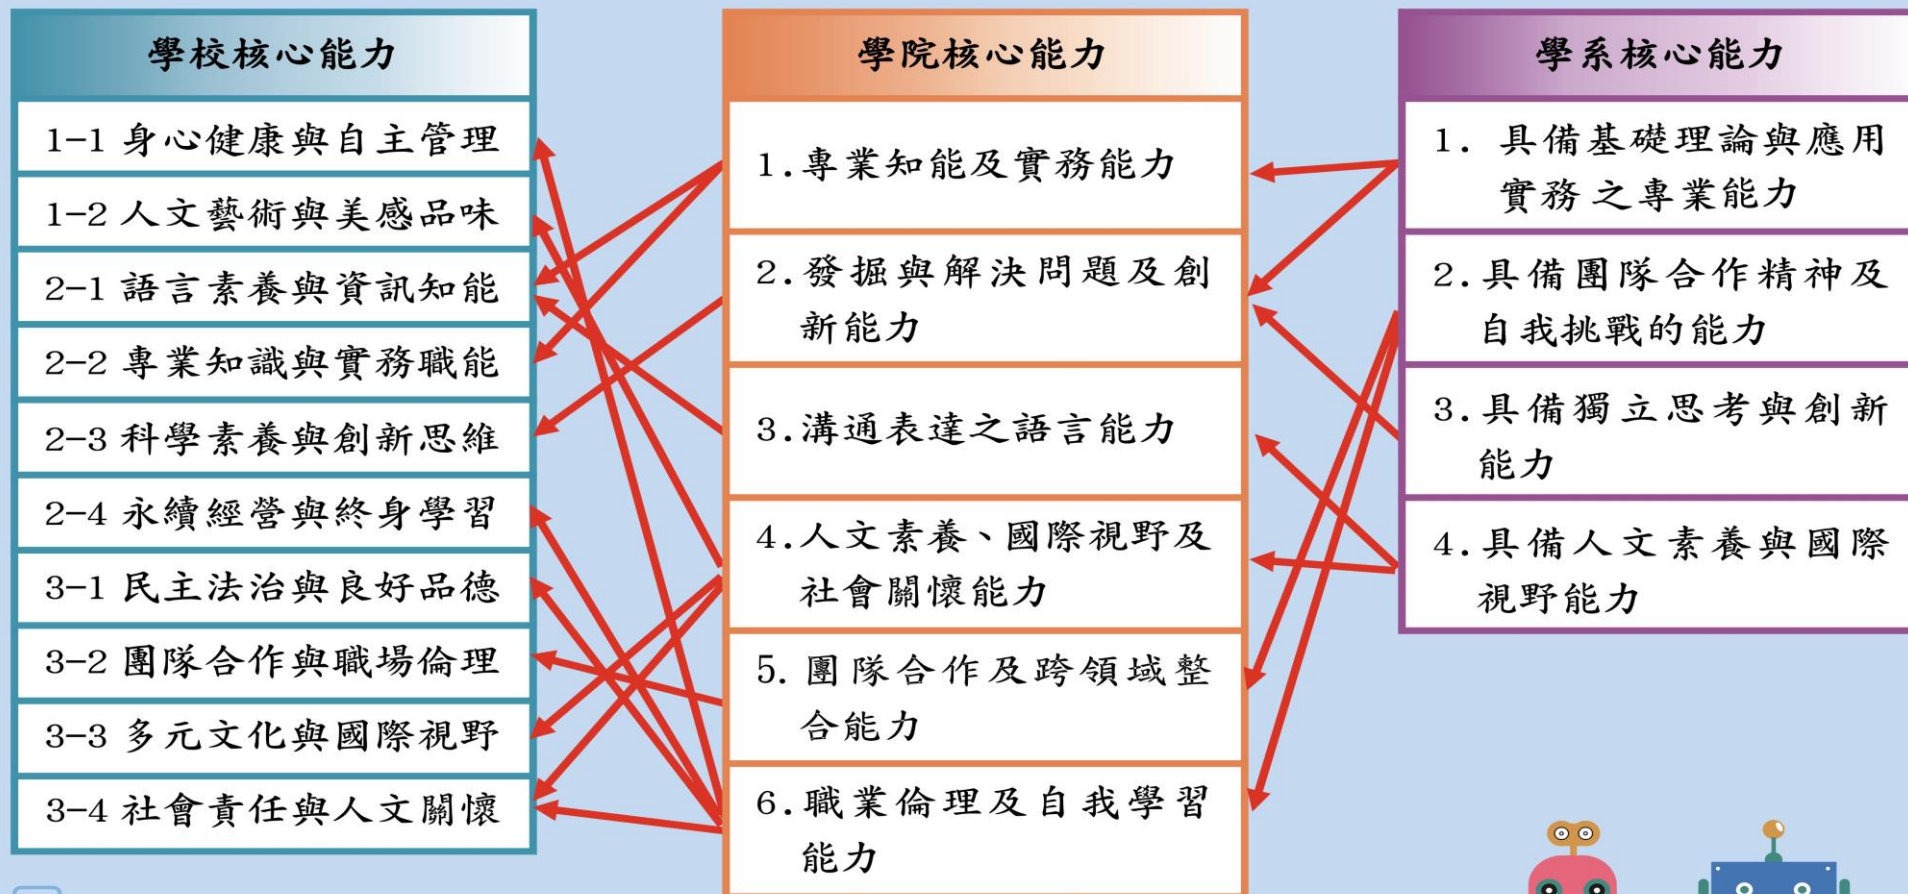 學校核心能力
1-1 身心健康與自主管理
1-2 人文藝術與美感品味
2-1 語言素養與資訊知能
2-2 專業知識與實務職能
2-3 科學素養與創新思維
2-4 永續經營與終身學習
3-1 民主法治與良好品德
3-2 團隊合作與職場倫理
3-3 多元文化與國際視野
3-4 社會責任與人文關懷
學院核心能力
1.專業知能及實務能力
2.發掘與解決問題及創
新能力
3.溝通表達之語言能力
4.人文素養、國際視野及
社會關懷能力
5. 團隊合作及跨領域整
合能力
6.職業倫理及自我學習
能力
學系核心能力
1. 具備基礎理論與應用
實務之專業能力
2.具備團隊合作精神及
自我挑戰的能力
3.具備獨立思考與創新
能力
4.具備人文素養與國際
視野能力